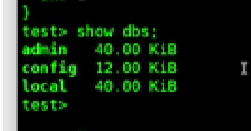 }
test> show dbs;
admin 40.00 KiB
config 12.00 KiB
local 40.00 KiB
test>